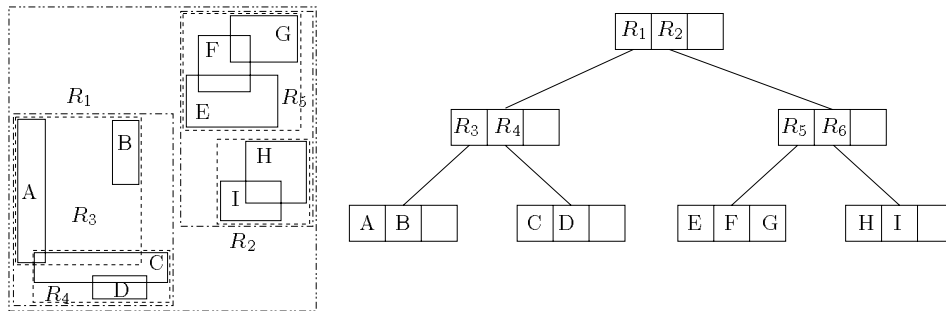 G
F
R₁
R₅
E
B
H
A
I
R₃
R₂
C
R₄
D
R₁ R₂
R₃ R₄
R₅ R₆
A B
C D
E F G
H I